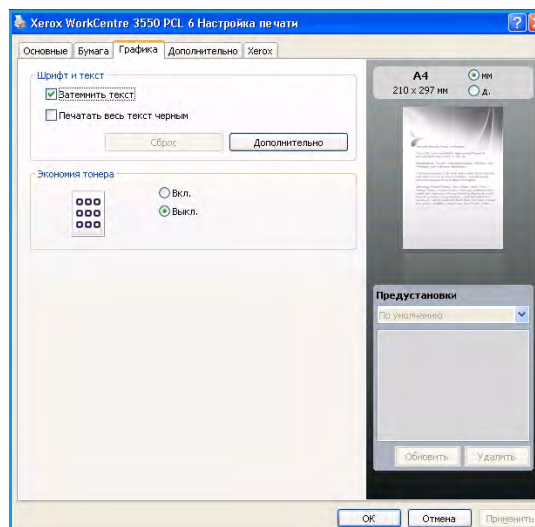 Xerox WorkCentre 3550 PCL 6 Настройка печати
Основные Бумага Графика Дополнительно Xerox
Шрифт и текст
Затемнить текст
Печатать весь текст черным
Сброс Дополнительно
Экономия тонера
Вкл.
Выкл.
A4
210 x 297 мм
мм
д.
Предустановки
По умолчанию
Обновить Удалить
OK Отмена Применить